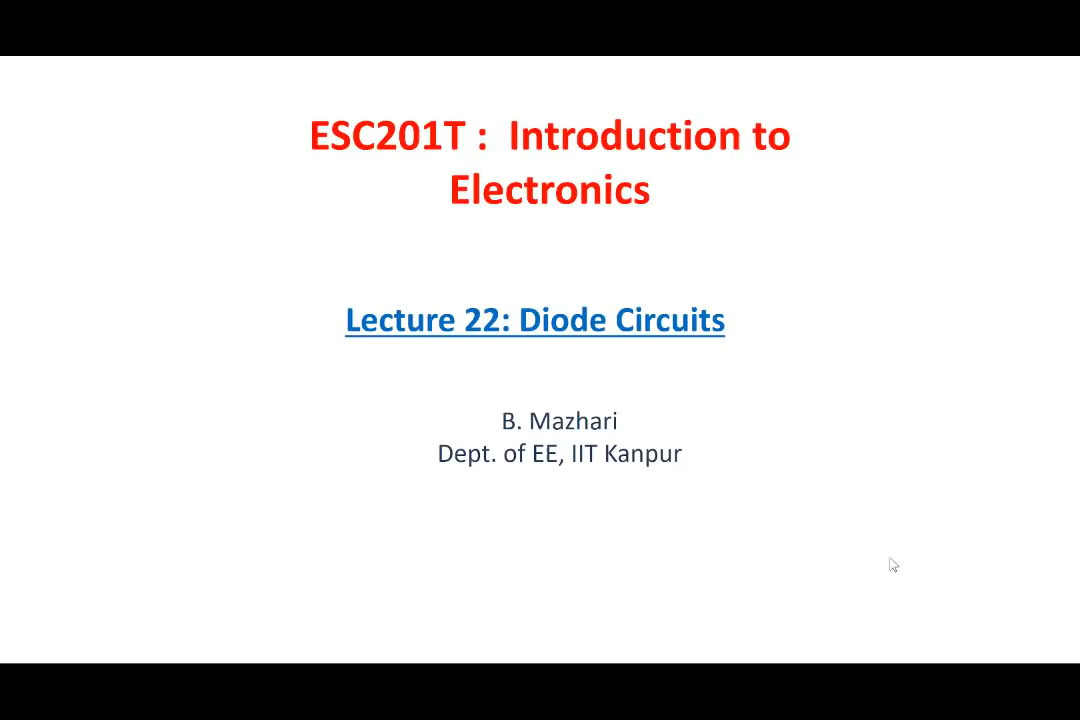 ESC201T : Introduction to
Electronics
Lecture 22: Diode Circuits
B. Mazhari
Dept. of EE, IIT Kanpur